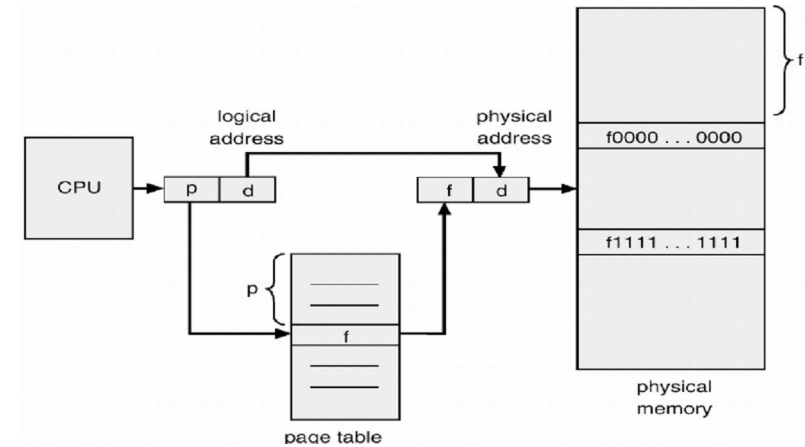 logical
address
physical
address
f
f0000 . . . 0000
CPU
p
d
f
d
f1111 . . . 1111
p
f
physical
memory
page table